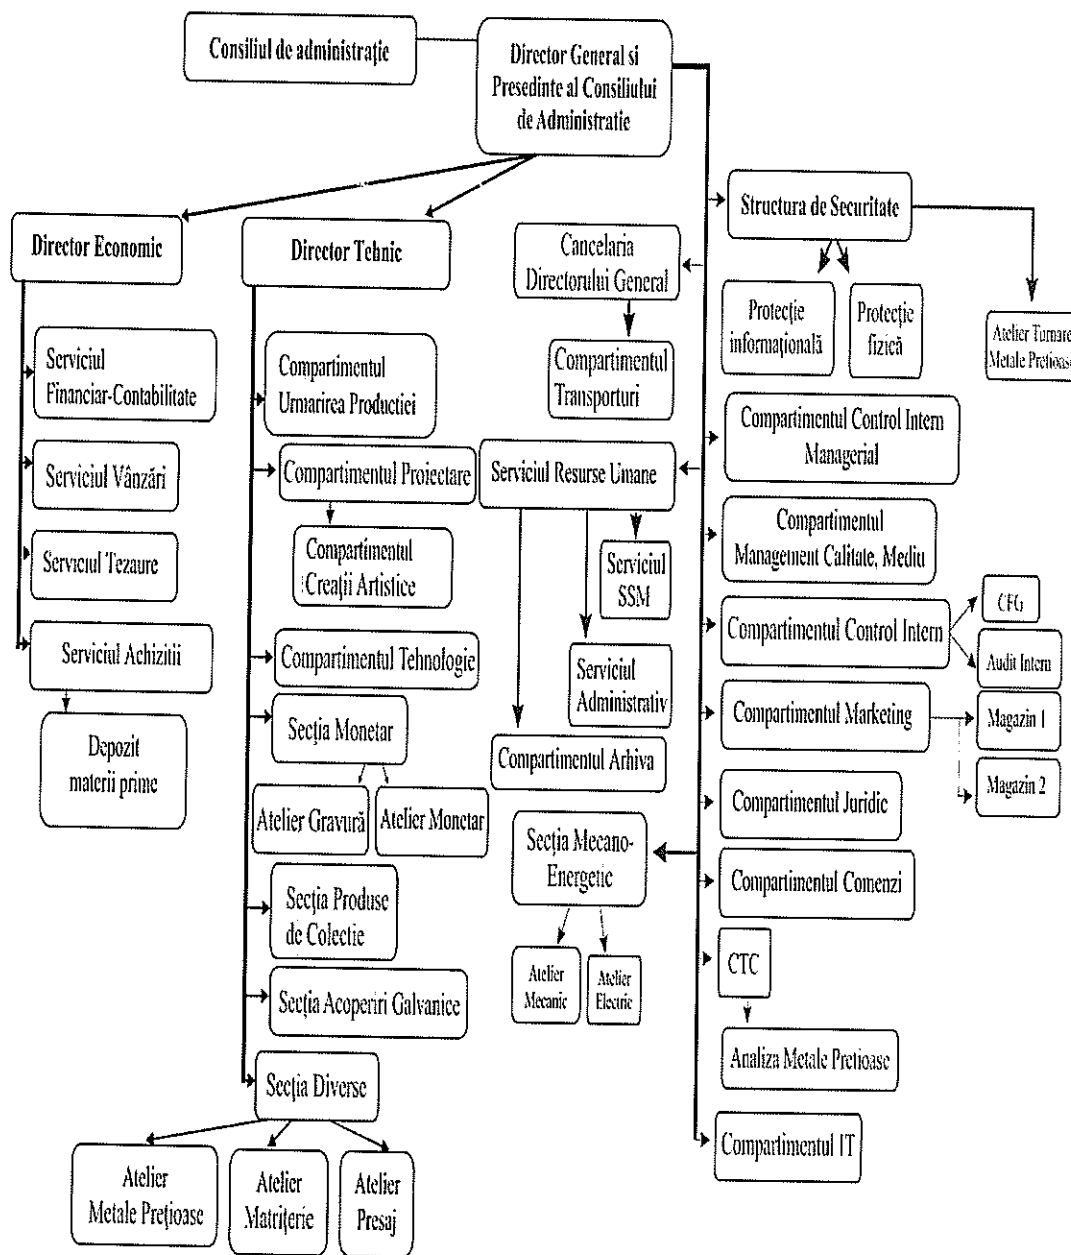 Consiliul de administrație
Director General si
Presedinte al Consiliului
de Administratie
Director Economic
Serviciul
Financiar-Contabilitate
Serviciul Vânzări
Serviciul Tezaure
Serviciul Achizitii
Depozit
materii prime
Director Tehnic
Compartimentul
Urmarirea Productiei
Compartimentul Proiectare
Compartimentul
Creații Artistice
Compartimentul Tehnologie
Secția Monetar
Atelier Gravură
Atelier Monetar
Secția Produse
de Colectie
Secția Acoperiri Galvanice
Secția Diverse
Atelier
Metale Prețioase
Atelier
Matrițerie
Atelier
Presaj
Cancelaria
Directorului General
Compartimentul
Transporturi
Serviciul Resurse Umane
Serviciul
SSM
Serviciul
Administrativ
Compartimentul Arhiva
Secția Mecano-
Energetic
Atelier
Mecanic
Atelier
Electric
Structura de Securitate
Protecție
informațională
Protecție
fizică
Atelier Turnare
Metale Prețioase
Compartimentul Control Intern
Managerial
Compartimentul
Management Calitate, Mediu
Compartimentul Control Intern
CFG
Audit Intern
Compartimentul Marketing
Magazin 1
Magazin 2
Compartimentul Juridic
Compartimentul Comenzi
CTC
Analiza Metale Prețioase
Compartimentul IT